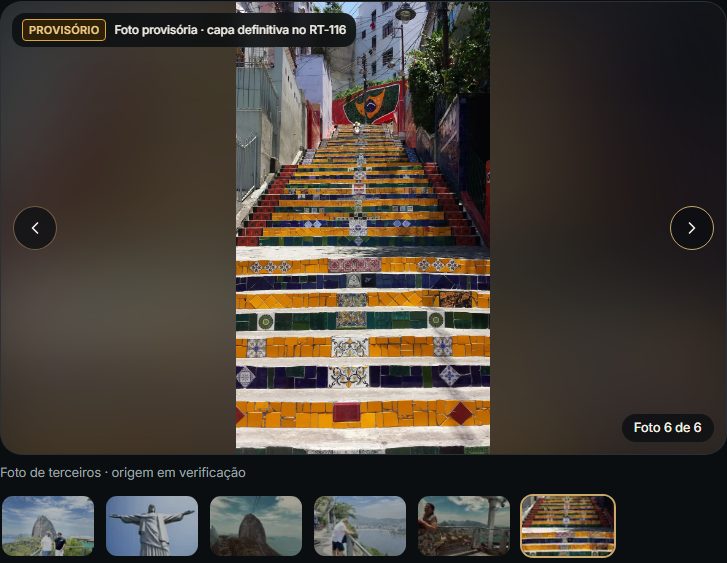 PROVISÓRIO Foto provisória · capa definitiva no RT-116
Foto 6 de 6
Foto de terceiros · origem em verificação